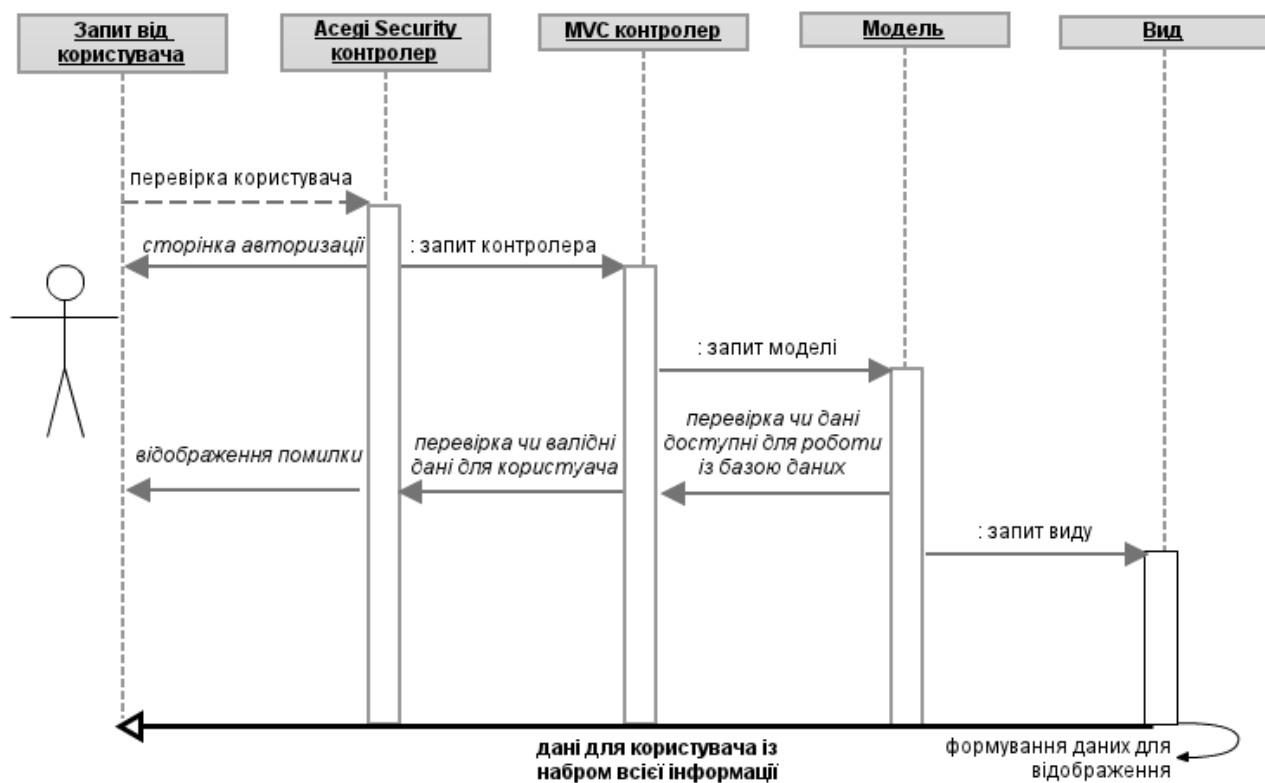 Запит від
користувача
Acegi Security
контролер
MVC контролер
Модель
Вид
перевірка користувача
сторінка авторизації
: запит контролера
: запит моделі
відображення помилки
перевірка чи валідні
дані для користуача
перевірка чи дані
доступні для роботи
із базою даних
: запит виду
дані для користувача із
набром всієї інформації
формування даних для
відображення